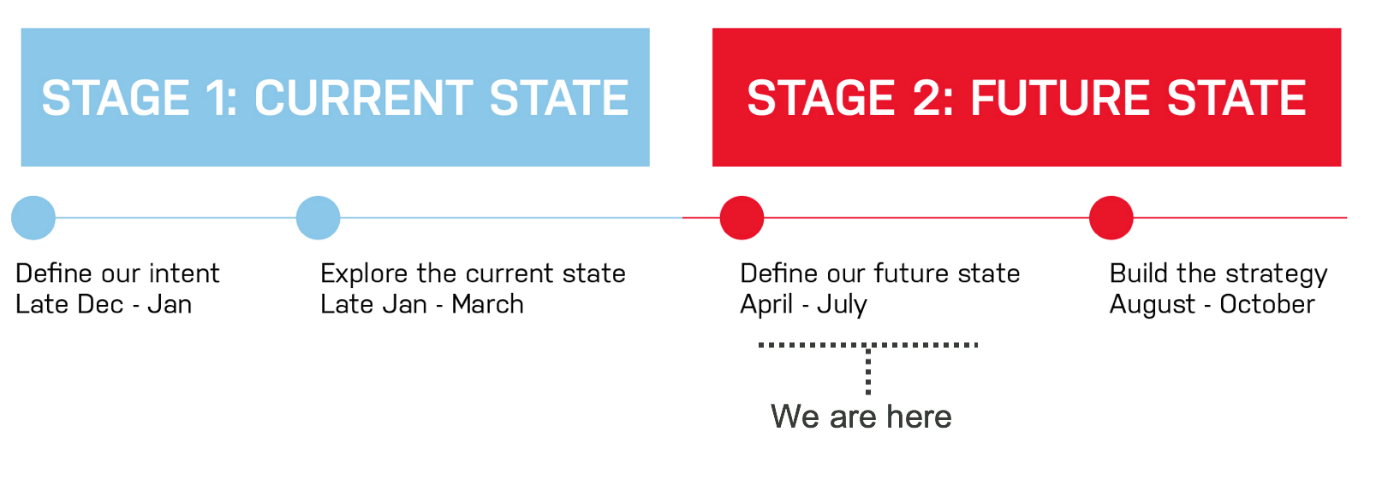 STAGE 1: CURRENT STATE
STAGE 2: FUTURE STATE
Define our intent
Late Dec - Jan
Explore the current state
Late Jan - March
Define our future state
April - July
Build the strategy
August - October
We are here